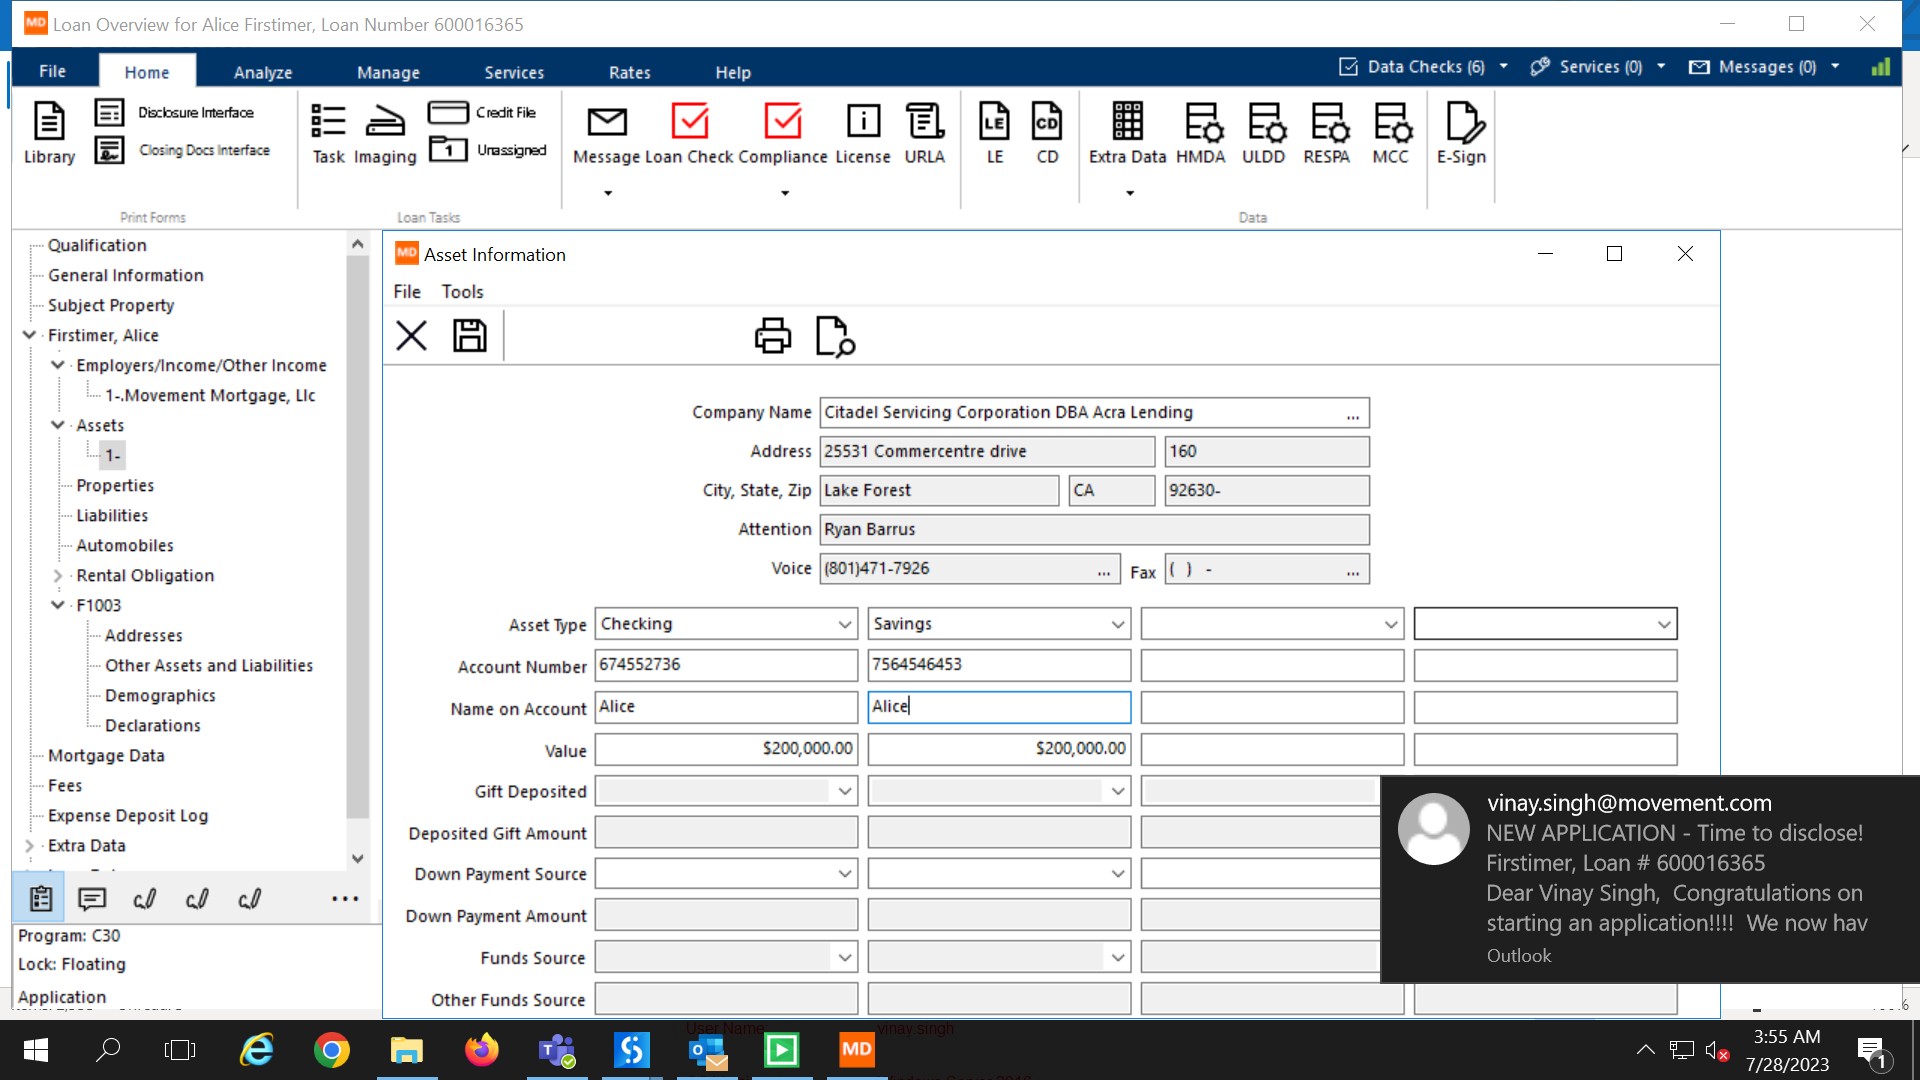 MD Loan Overview for Alice Firstimer, Loan Number 600016365
File Home Analyze Manage Services Rates Help Data Checks (6) Services (0) Messages (0)
Disclosure Interface
Closing Docs Interface
Library
Print Forms
Task Imaging
Credit File
1 Unassigned
Loan Tasks
Message Loan Check Compliance License URLA
LE LE
CD CD
Extra Data HMDA ULDD RESPA MCC
Data
E-Sign
Qualification
General Information
Subject Property
Firstimer, Alice
Employers/Income/Other Income
1-.Movement Mortgage, Llc
Assets
1-
Properties
Liabilities
Automobiles
Rental Obligation
F1003
Addresses
Other Assets and Liabilities
Demographics
Declarations
Mortgage Data
Fees
Expense Deposit Log
Extra Data
Program: C30
Lock: Floating
Application
MD Asset Information
File Tools
Company Name Citadel Servicing Corporation DBA Acra Lending ...
Address 25531 Commercentre drive 160
City, State, Zip Lake Forest CA 92630-
Attention Ryan Barrus
Voice (801)471-7926 ... Fax ( ) - ...
Asset Type Checking Savings
Account Number 674552736 7564546453
Name on Account Alice Alice
Value $200,000.00 $200,000.00
Gift Deposited
Deposited Gift Amount
Down Payment Source
Down Payment Amount
Funds Source
Other Funds Source
vinay.singh@movement.com
NEW APPLICATION - Time to disclose!
Firstimer, Loan # 600016365
Dear Vinay Singh,  Congratulations on
starting an application!!!!  We now hav
Outlook
User Name: vinay.singh
MD
3:55 AM
7/28/2023
1